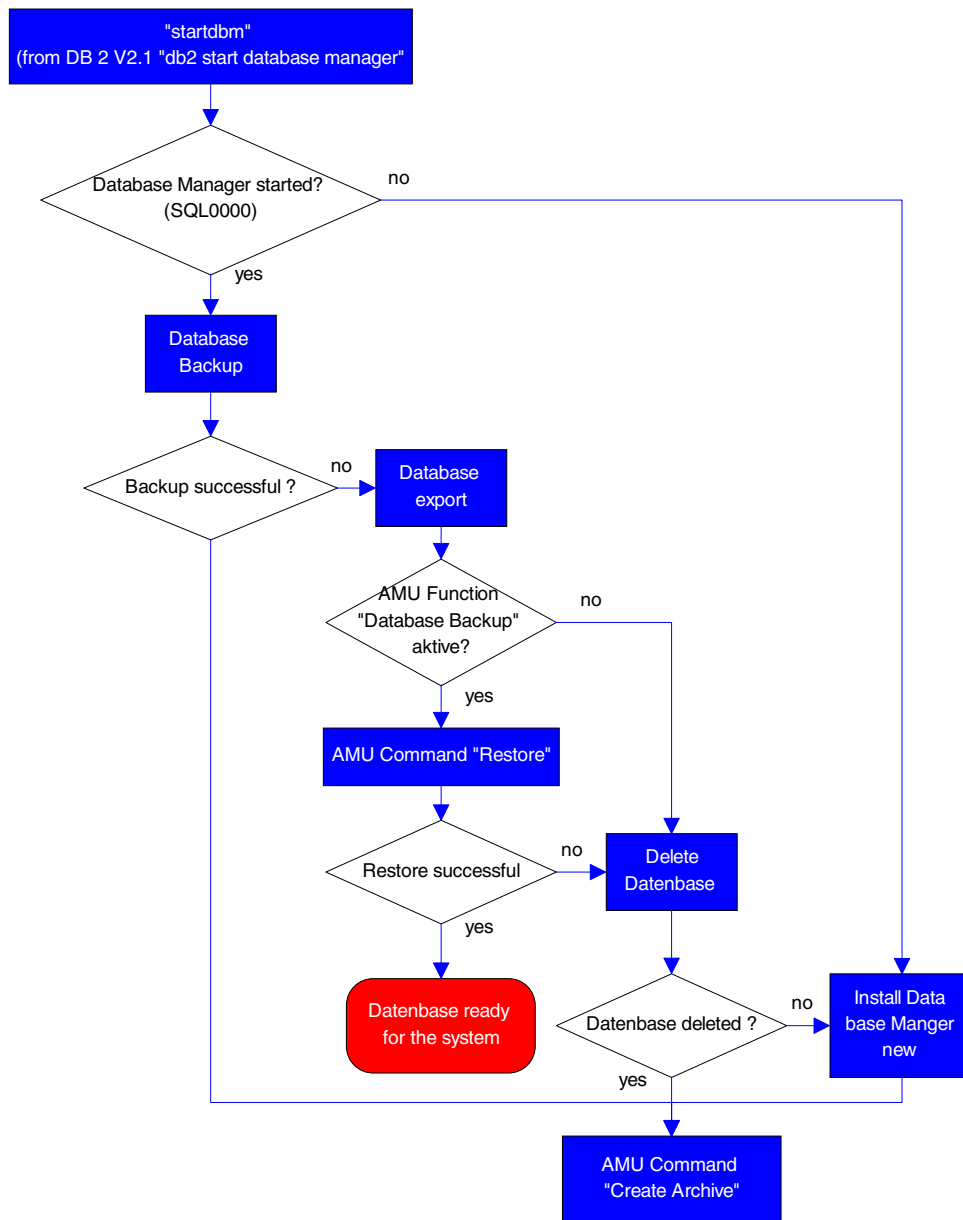 "startdbm"
(from DB 2 V2.1 "db2 start database manager"
Database Manager started?
(SQL0000)
no
yes
Database
Backup
Backup successful ?
no
Database
export
AMU Function
"Database Backup"
aktive?
no
yes
AMU Command "Restore"
Restore successful
no
Delete
Datenbase
yes
Datenbase ready
for the system
Datenbase deleted ?
no
Install Data
base Manger
new
yes
AMU Command
"Create Archive"